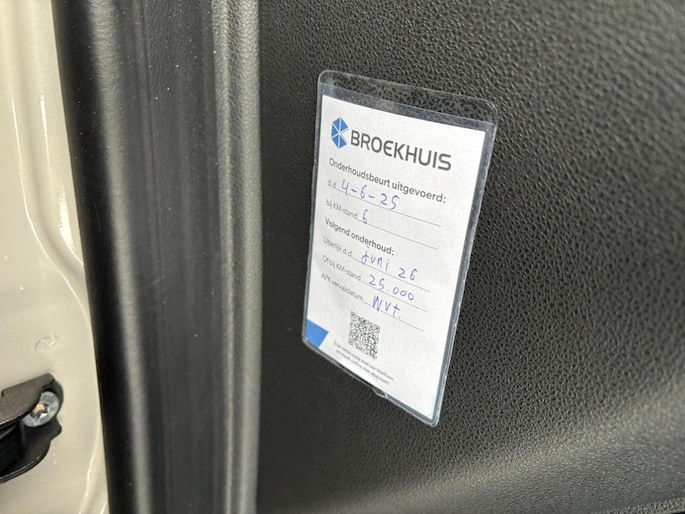 BROEKHUIS
Onderhoudsbeurt uitgevoerd:
d.d. 4-6-25
bij KM-stand 6
Volgend onderhoud:
Uiterlijk d.d. juni 26
Of bij KM-stand 25.000
APK vervaldatum NVT.